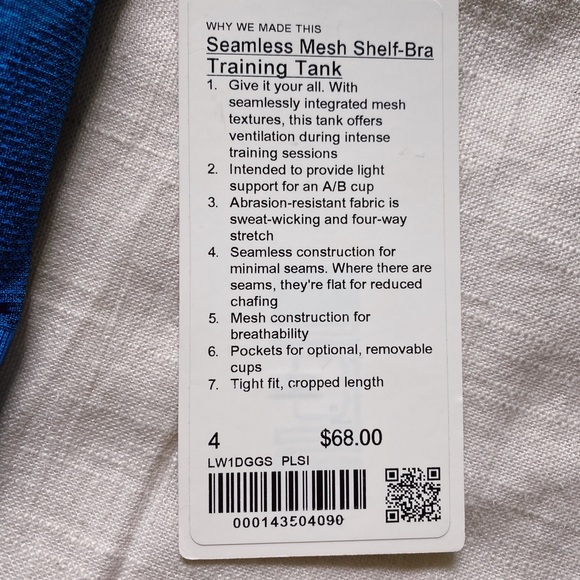 WHY WE MADE THIS
Seamless Mesh Shelf-Bra
Training Tank
1. Give it your all. With
seamlessly integrated mesh
textures, this tank offers
ventilation during intense
training sessions
2. Intended to provide light
support for an A/B cup
3. Abrasion-resistant fabric is
sweat-wicking and four-way
stretch
4. Seamless construction for
minimal seams. Where there are
seams, they're flat for reduced
chafing
5. Mesh construction for
breathability
6. Pockets for optional, removable
cups
7. Tight fit, cropped length
4 $68.00
LW1DGGS PLSI
000143504090